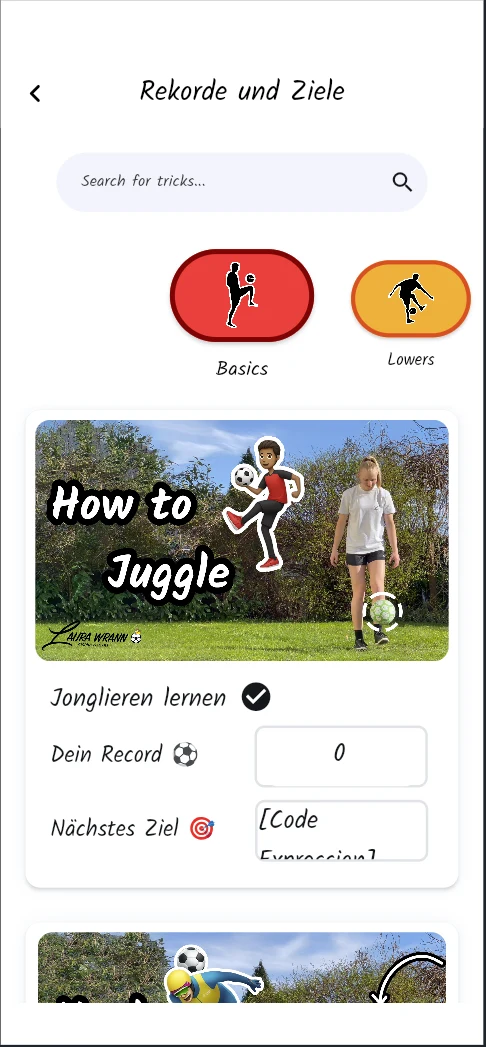 Rekorde und Ziele
Search for tricks...
Basics
Lowers
How to
Juggle
LAURA WRANN
Jonglieren lernen
Dein Record
0
Nächstes Ziel
[Code
Expression]